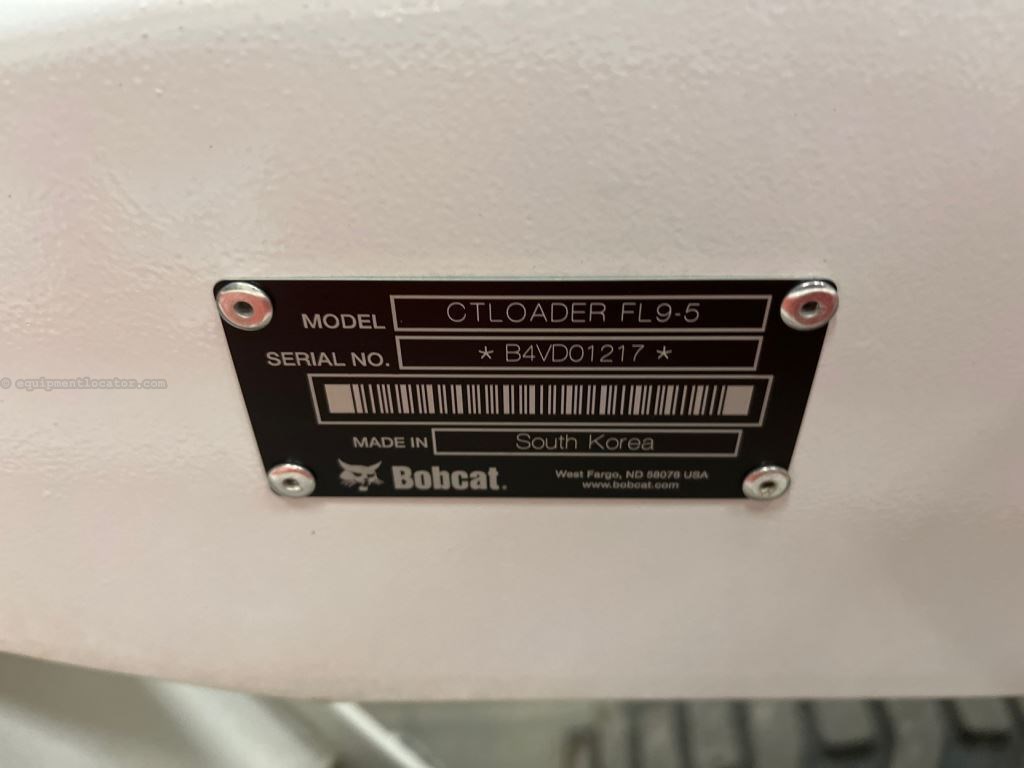 MODEL CTLOADER FL9-5
SERIAL NO. * B4VD01217 *
© equipmentlocator.com
MADE IN South Korea
Bobcat.
West Fargo, ND 58078 USA
www.bobcat.com